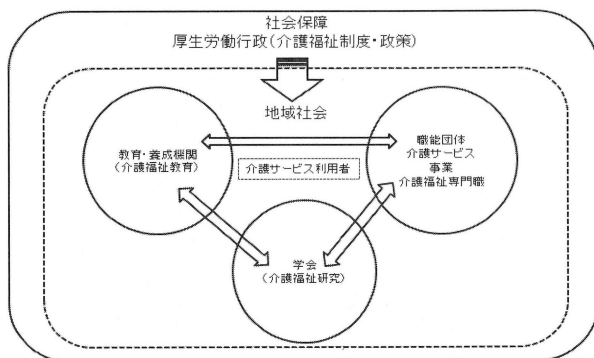 社会保障
厚生労働行政(介護福祉制度・政策)
地域社会
教育・養成機関
(介護福祉教育)
職能団体
介護サービス
事業
介護福祉専門職
介護サービス利用者
学会
(介護福祉研究)